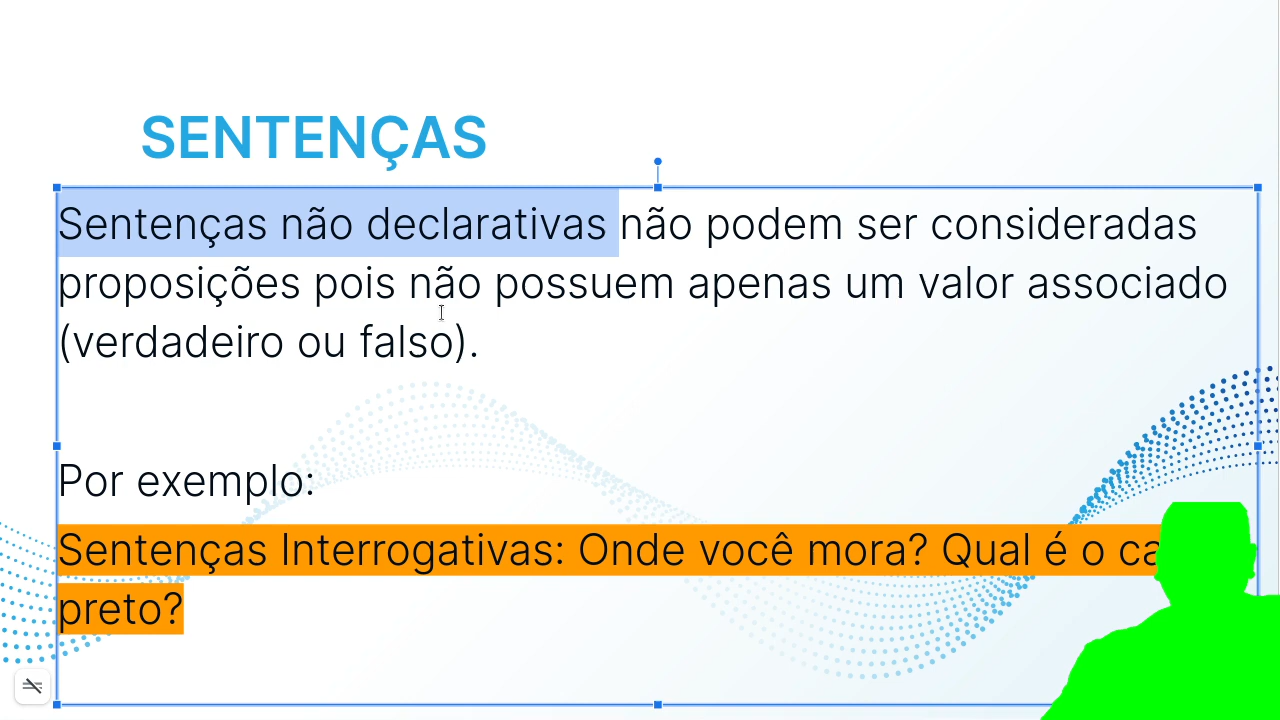 SENTENÇAS
Sentenças não declarativas não podem ser consideradas
proposições pois não possuem apenas um valor associado
(verdadeiro ou falso).
Por exemplo:
Sentenças Interrogativas: Onde você mora? Qual é o
preto?